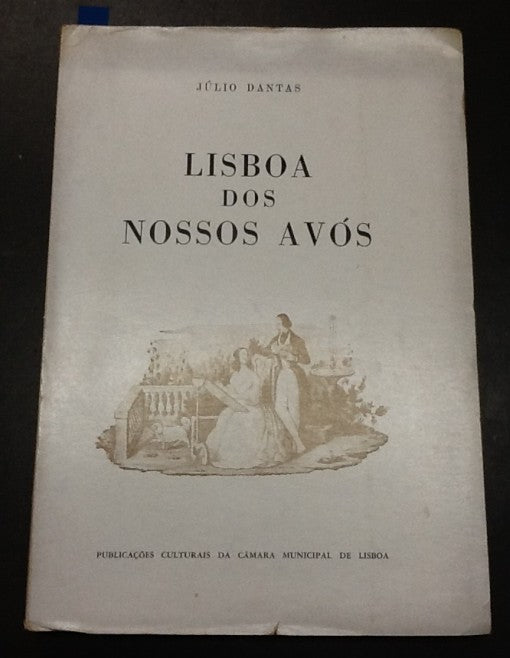 JÚLIO DANTAS
LISBOA
DOS
NOSSOS AVÓS
PUBLICAÇÕES CULTURAIS DA CÂMARA MUNICIPAL DE LISBOA